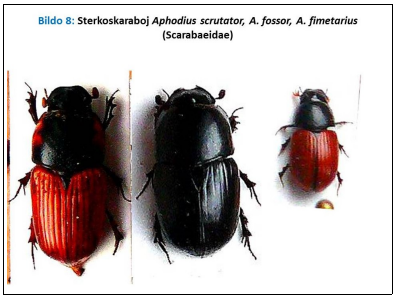 Bildo 8: Sterkoskaraboj Aphodius scrutator, A. fossor, A. fimetarius
(Scarabaeidae)